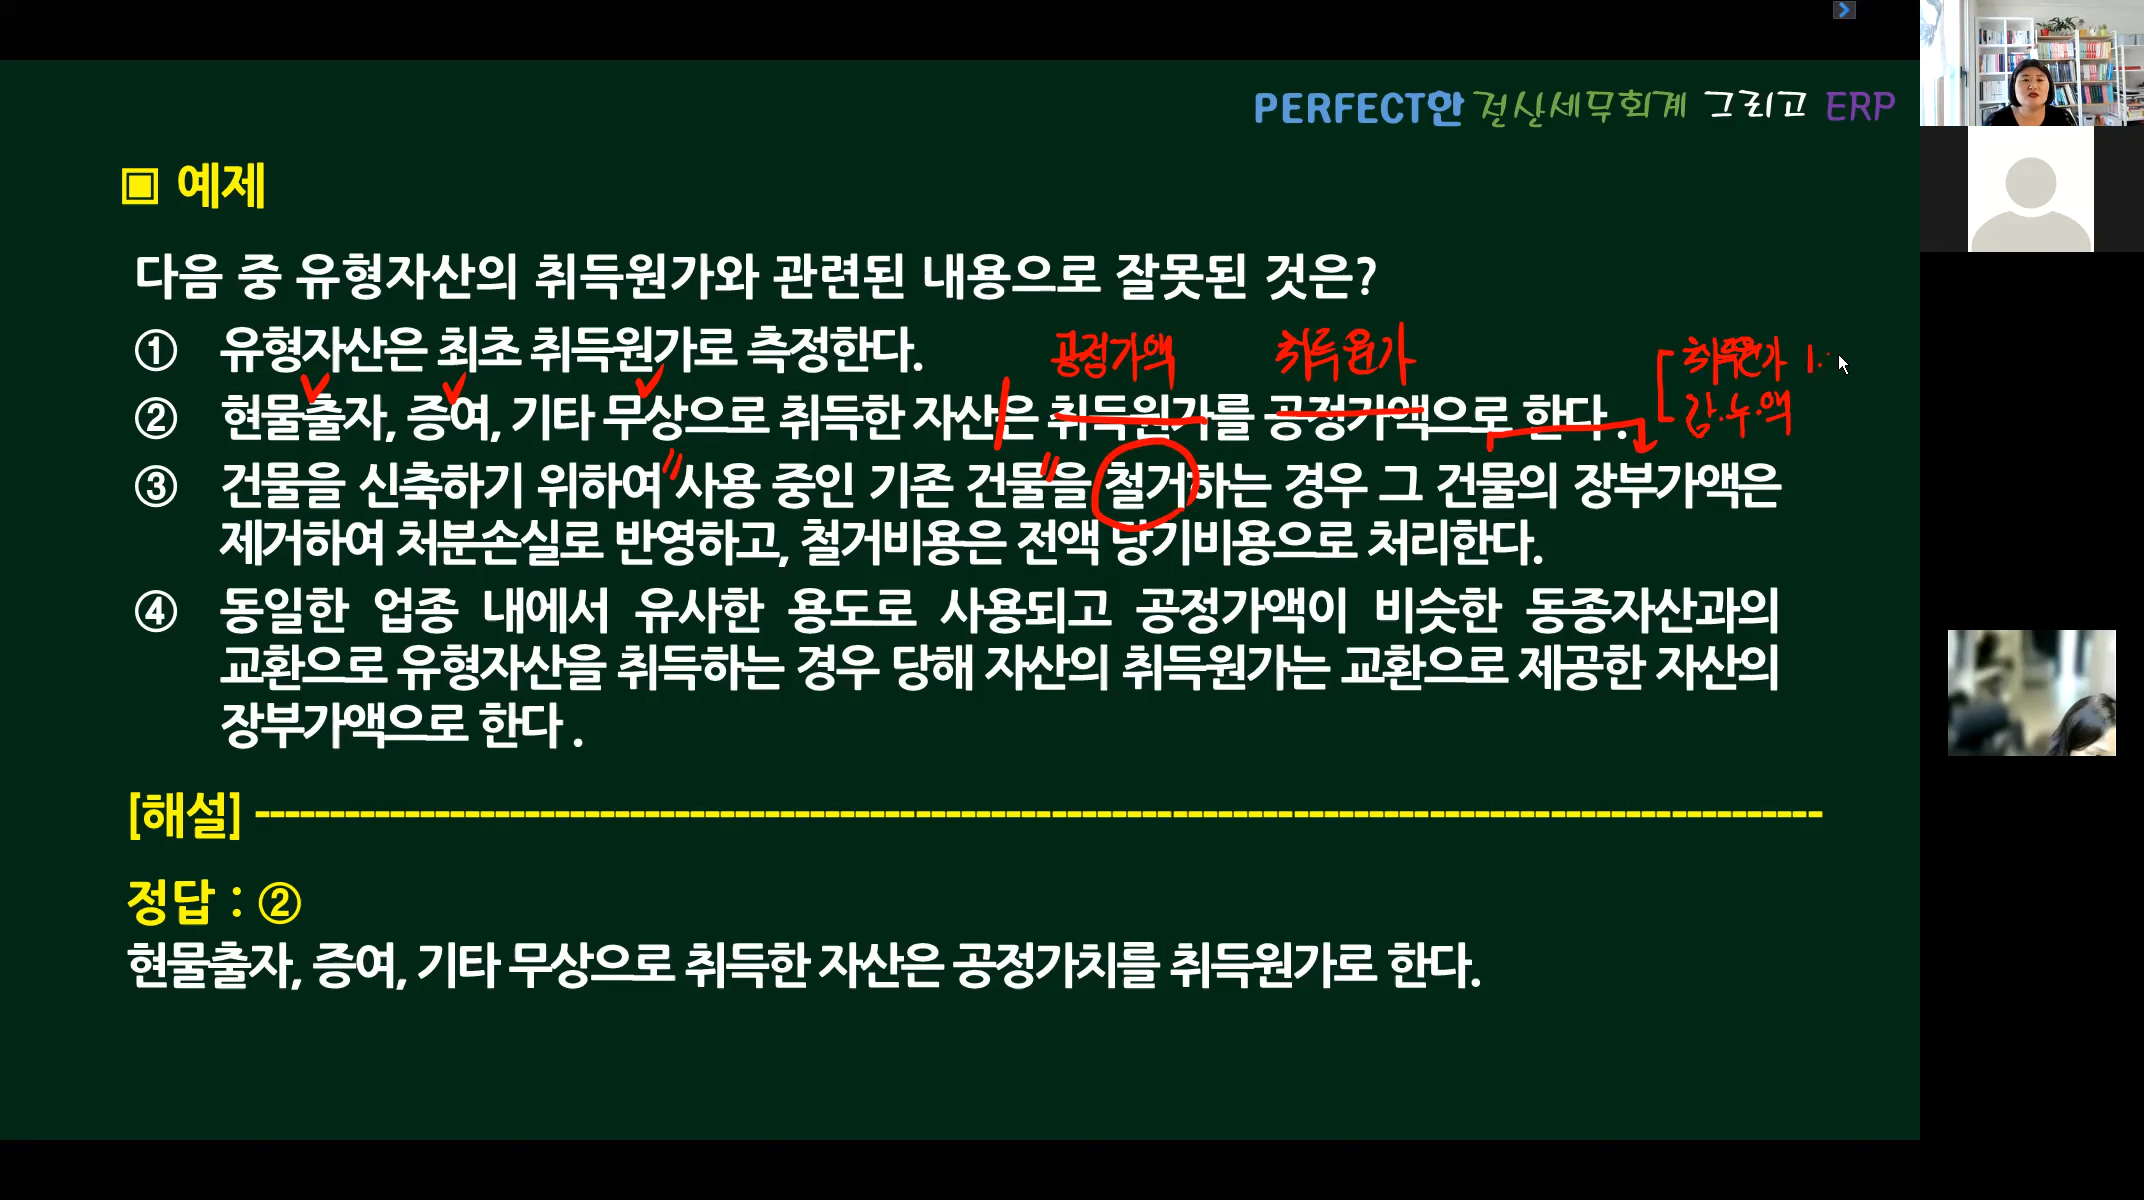 PERFECT한 전산세무회계 그리고 ERP
▣ 예제
다음 중 유형자산의 취득원가와 관련된 내용으로 잘못된 것은?
① 유형자산은 최초 취득원가로 측정한다.
공정가액 취득원가 취득원가 1..
② 현물출자, 증여, 기타 무상으로 취득한 자산은 취득원가를 공정가액으로 한다.
감.누.액
③ 건물을 신축하기 위하여 사용 중인 기존 건물을 철거하는 경우 그 건물의 장부가액은
제거하여 처분손실로 반영하고, 철거비용은 전액 당기비용으로 처리한다.
④ 동일한 업종 내에서 유사한 용도로 사용되고 공정가액이 비슷한 동종자산과의
교환으로 유형자산을 취득하는 경우 당해 자산의 취득원가는 교환으로 제공한 자산의
장부가액으로 한다 .
[해설] ------------------------------------------------------------
정답 : ②
현물출자, 증여, 기타 무상으로 취득한 자산은 공정가치를 취득원가로 한다.